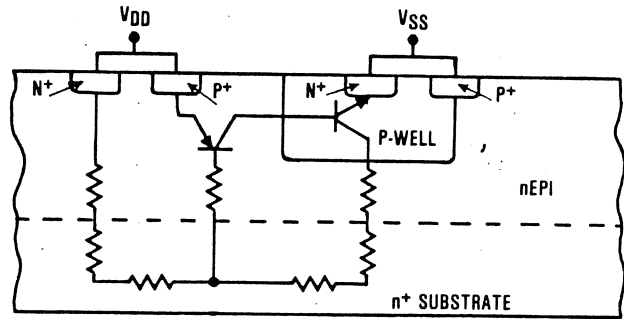 VDD
VSS
N+
P+
N+
P+
P-WELL
nEPI
n+ SUBSTRATE